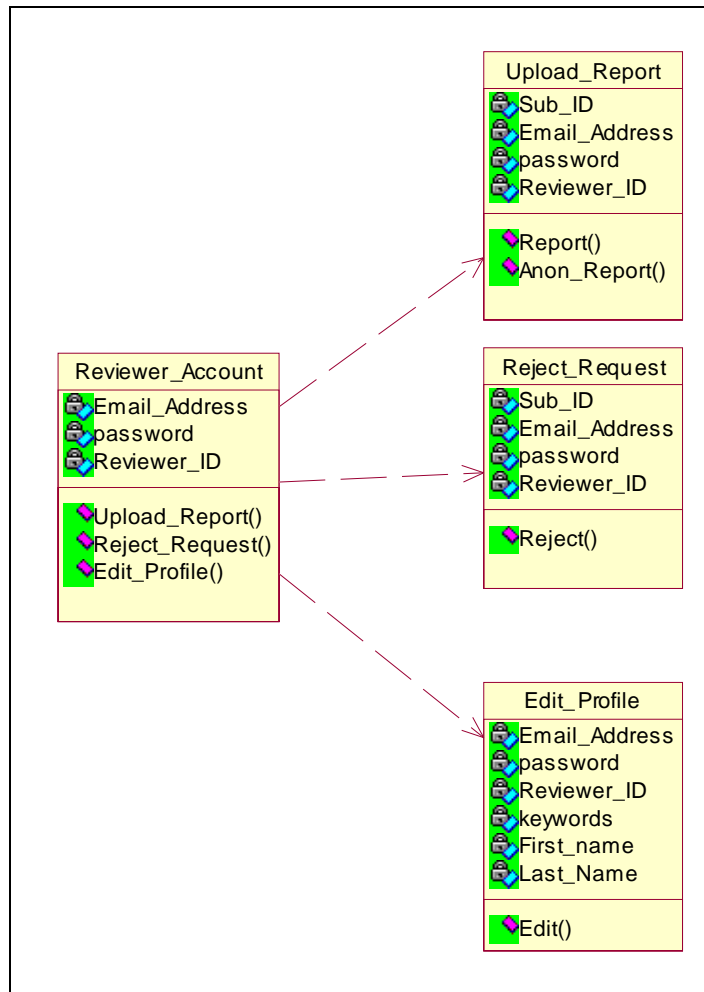 Upload_Report
Sub_ID
Email_Address
password
Reviewer_ID
Report()
Anon_Report()
Reviewer_Account
Email_Address
password
Reviewer_ID
Upload_Report()
Reject_Request()
Edit_Profile()
Reject_Request
Sub_ID
Email_Address
password
Reviewer_ID
Reject()
Edit_Profile
Email_Address
password
Reviewer_ID
keywords
First_name
Last_Name
Edit()